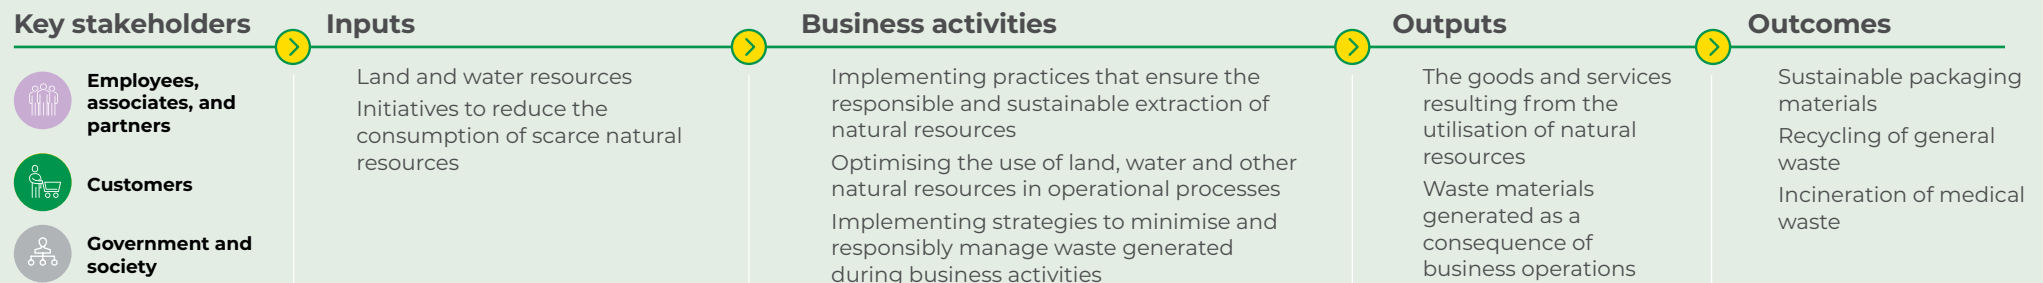 Key stakeholders
Employees,
associates, and
partners
Customers
Government and
society
Inputs
Land and water resources
Initiatives to reduce the
consumption of scarce natural
resources
Business activities
Implementing practices that ensure the
responsible and sustainable extraction of
natural resources
Optimising the use of land, water and other
natural resources in operational processes
Implementing strategies to minimise and
responsibly manage waste generated
during business activities
Outputs
The goods and services
resulting from the
utilisation of natural
resources
Waste materials
generated as a
consequence of
business operations
Outcomes
Sustainable packaging
materials
Recycling of general
waste
Incineration of medical
waste